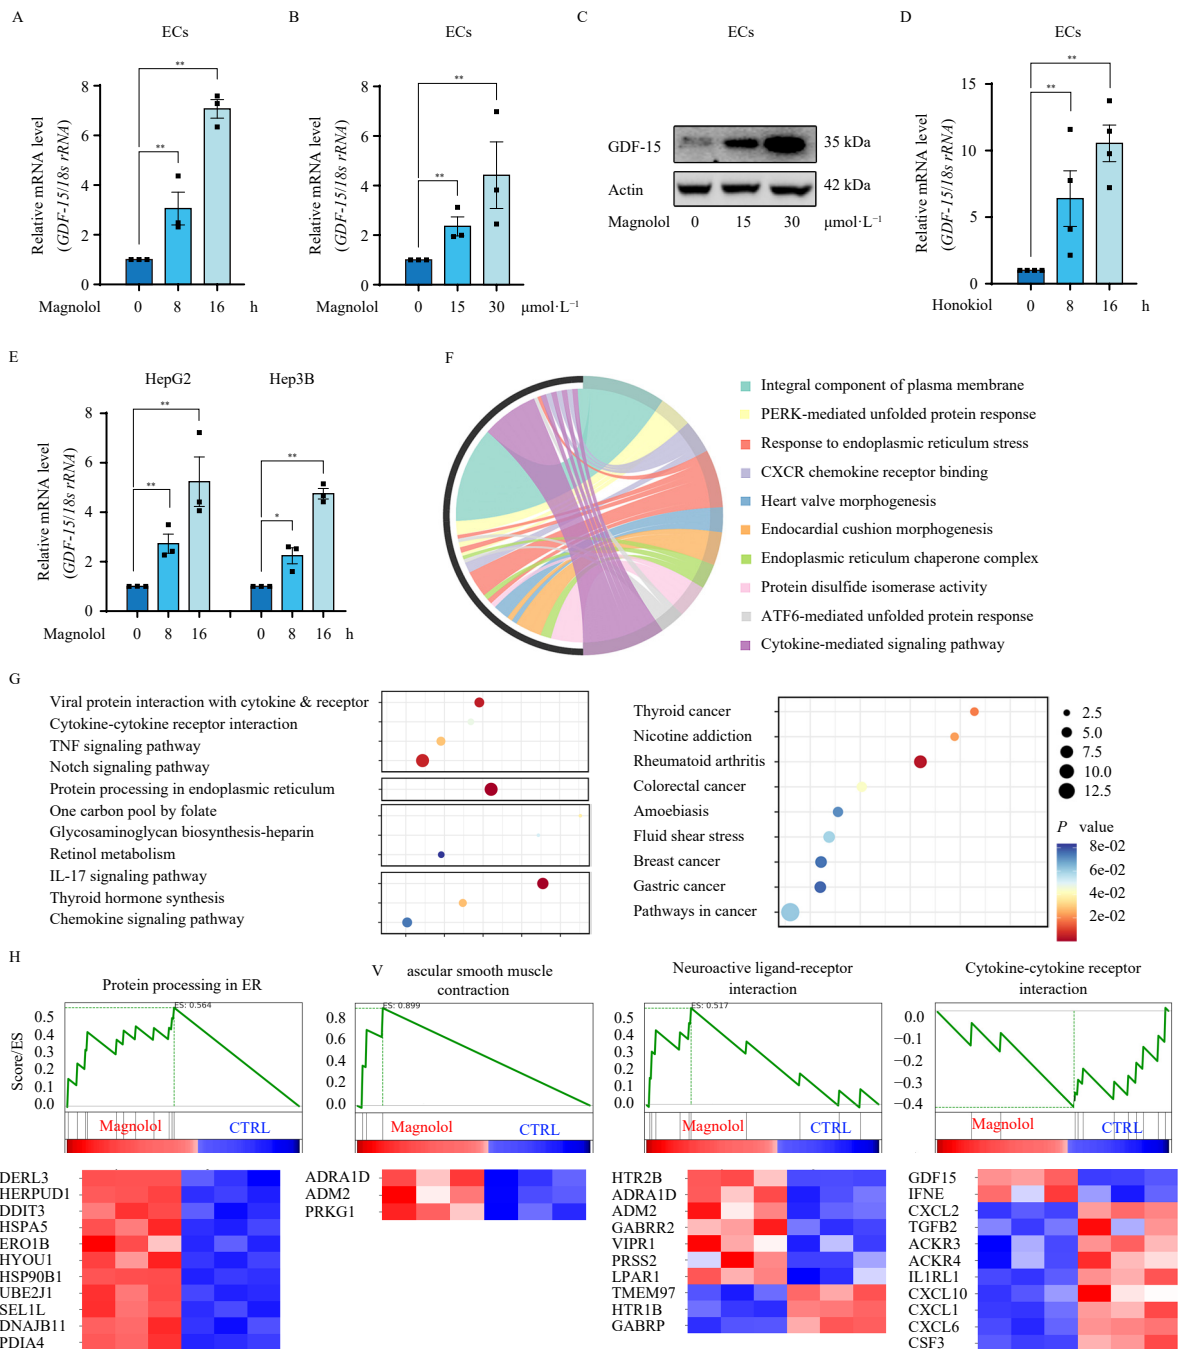 A
ECs
**
**
8
6
4
2
0
Relative mRNA level
(GDF-15/18s rRNA)
Magnolol 0 8 16 h
B
ECs
**
**
8
6
4
2
0
Relative mRNA level
(GDF-15/18s rRNA)
Magnolol 0 15 30 μmol·L⁻¹
C
ECs
GDF-15 35 kDa
Actin 42 kDa
Magnolol 0 15 30 μmol·L⁻¹
D
ECs
**
**
15
10
5
0
Relative mRNA level
(GDF-15/18s rRNA)
Honokiol 0 8 16 h
E
HepG2 Hep3B
**
**
**
*
8
6
4
2
0
Relative mRNA level
(GDF-15/18s rRNA)
Magnolol 0 8 16 0 8 16 h
F
Integral component of plasma membrane
PERK-mediated unfolded protein response
Response to endoplasmic reticulum stress
CXCR chemokine receptor binding
Heart valve morphogenesis
Endocardial cushion morphogenesis
Endoplasmic reticulum chaperone complex
Protein disulfide isomerase activity
ATF6-mediated unfolded protein response
Cytokine-mediated signaling pathway
G
Viral protein interaction with cytokine & receptor
Cytokine-cytokine receptor interaction
TNF signaling pathway
Notch signaling pathway
Protein processing in endoplasmic reticulum
One carbon pool by folate
Glycosaminoglycan biosynthesis-heparin
Retinol metabolism
IL-17 signaling pathway
Thyroid hormone synthesis
Chemokine signaling pathway
Thyroid cancer
Nicotine addiction
Rheumatoid arthritis
Colorectal cancer
Amoebiasis
Fluid shear stress
Breast cancer
Gastric cancer
Pathways in cancer
2.5
5.0
7.5
10.0
12.5
P value
8e-02
6e-02
4e-02
2e-02
H
Protein processing in ER
ES: 0.564
0.5
0.4
0.3
0.2
0.1
0.0
Score/ES
Magnolol CTRL
DERL3
HERPUD1
DDIT3
HSPA5
ERO1B
HYOU1
HSP90B1
UBE2J1
SEL1L
DNAJB11
PDIA4
V ascular smooth muscle
contraction
ES: 0.899
0.8
0.6
0.4
0.2
0.0
Magnolol CTRL
ADRA1D
ADM2
PRKG1
Neuroactive ligand-receptor
interaction
ES: 0.517
0.5
0.4
0.3
0.2
0.1
0.0
Magnolol CTRL
HTR2B
ADRA1D
ADM2
GABRR2
VIPR1
PRSS2
LPAR1
TMEM97
HTR1B
GABRP
Cytokine-cytokine receptor
interaction
0.0
−0.1
−0.2
−0.3
−0.4
Magnolol CTRL
GDF15
IFNE
CXCL2
TGFB2
ACKR3
ACKR4
IL1RL1
CXCL10
CXCL1
CXCL6
CSF3